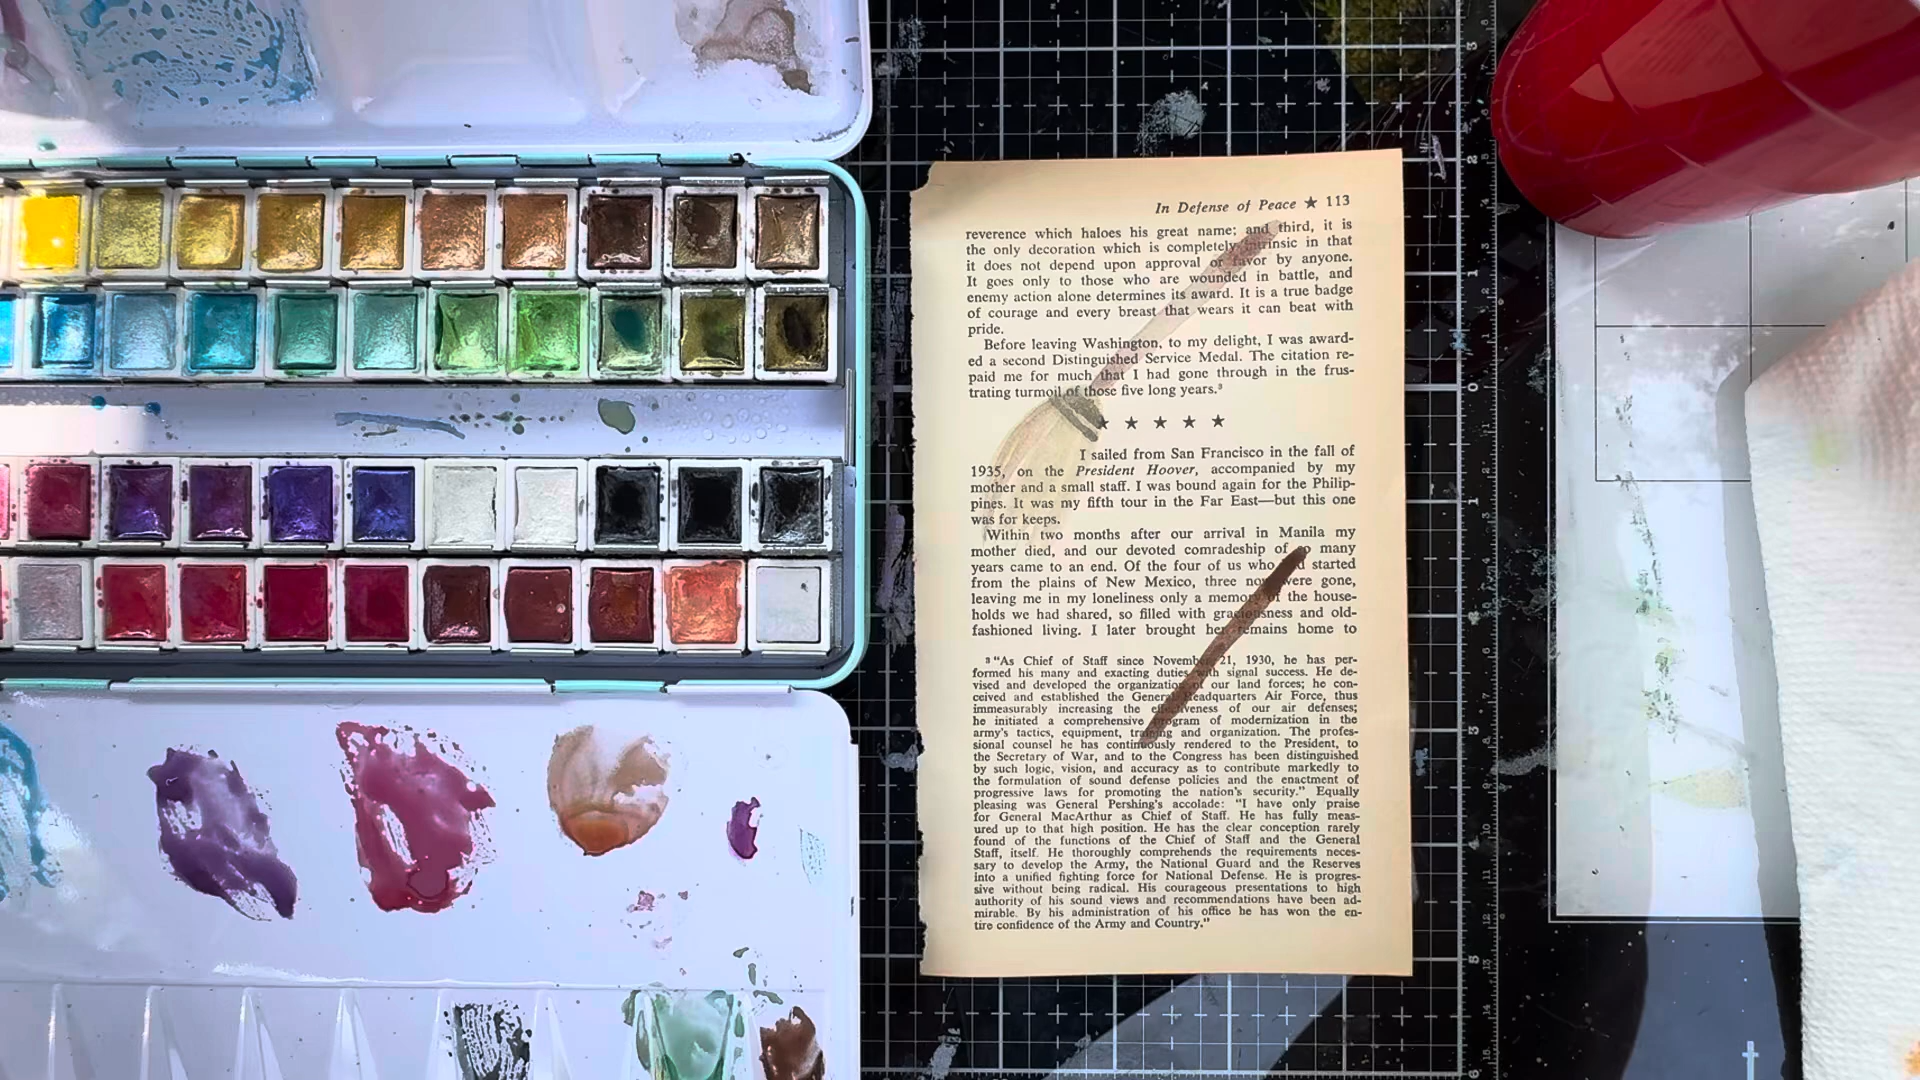 In Defense of Peace ★ 113
reverence which haloes his great name; and third, it is
the only decoration which is completely intrinsic in that
it does not depend upon approval or favor by anyone.
It goes only to those who are wounded in battle, and
enemy action alone determines its award. It is a true badge
of courage and every breast that wears it can beat with
pride.
Before leaving Washington, to my delight, I was award-
ed a second Distinguished Service Medal. The citation re-
paid me for much that I had gone through in the frus-
trating turmoil of those five long years.³
★ ★ ★ ★ ★
I sailed from San Francisco in the fall of
1935, on the President Hoover, accompanied by my
mother and a small staff. I was bound again for the Philip-
pines. It was my fifth tour in the Far East—but this one
was for keeps.
Within two months after our arrival in Manila my
mother died, and our devoted comradeship of so many
years came to an end. Of the four of us who had started
from the plains of New Mexico, three now were gone,
leaving me in my loneliness only a memory of the house-
holds we had shared, so filled with graciousness and old-
fashioned living. I later brought her remains home to
³ "As Chief of Staff since November 21, 1930, he has per-
formed his many and exacting duties with signal success. He de-
vised and developed the organization of our land forces; he con-
ceived and established the General Headquarters Air Force, thus
immeasurably increasing the effectiveness of our air defenses;
he initiated a comprehensive program of modernization in the
army's tactics, equipment, training and organization. The profes-
sional counsel he has continuously rendered to the President, to
the Secretary of War, and to the Congress has been distinguished
by such logic, vision, and accuracy as to contribute markedly to
the formulation of sound defense policies and the enactment of
progressive laws for promoting the nation's security." Equally
pleasing was General Pershing's accolade: "I have only praise
for General MacArthur as Chief of Staff. He has fully meas-
ured up to that high position. He has the clear conception rarely
found of the functions of the Chief of Staff and the General
Staff, itself. He thoroughly comprehends the requirements neces-
sary to develop the Army, the National Guard and the Reserves
into a unified fighting force for National Defense. He is progres-
sive without being radical. His courageous presentations to high
authority of his sound views and recommendations have been ad-
mirable. By his administration of his office he has won the en-
tire confidence of the Army and Country."